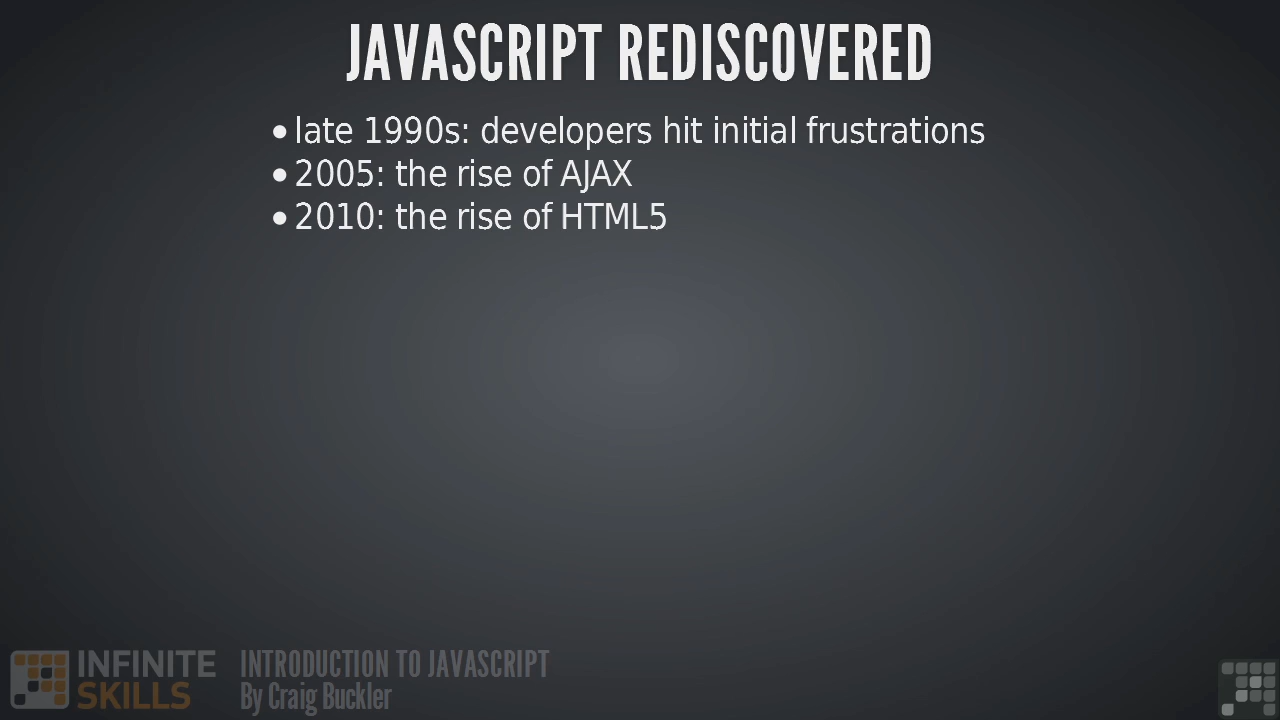 JAVASCRIPT REDISCOVERED
• late 1990s: developers hit initial frustrations
• 2005: the rise of AJAX
• 2010: the rise of HTML5
INFINITE SKILLS
INTRODUCTION TO JAVASCRIPT
By Craig Buckler